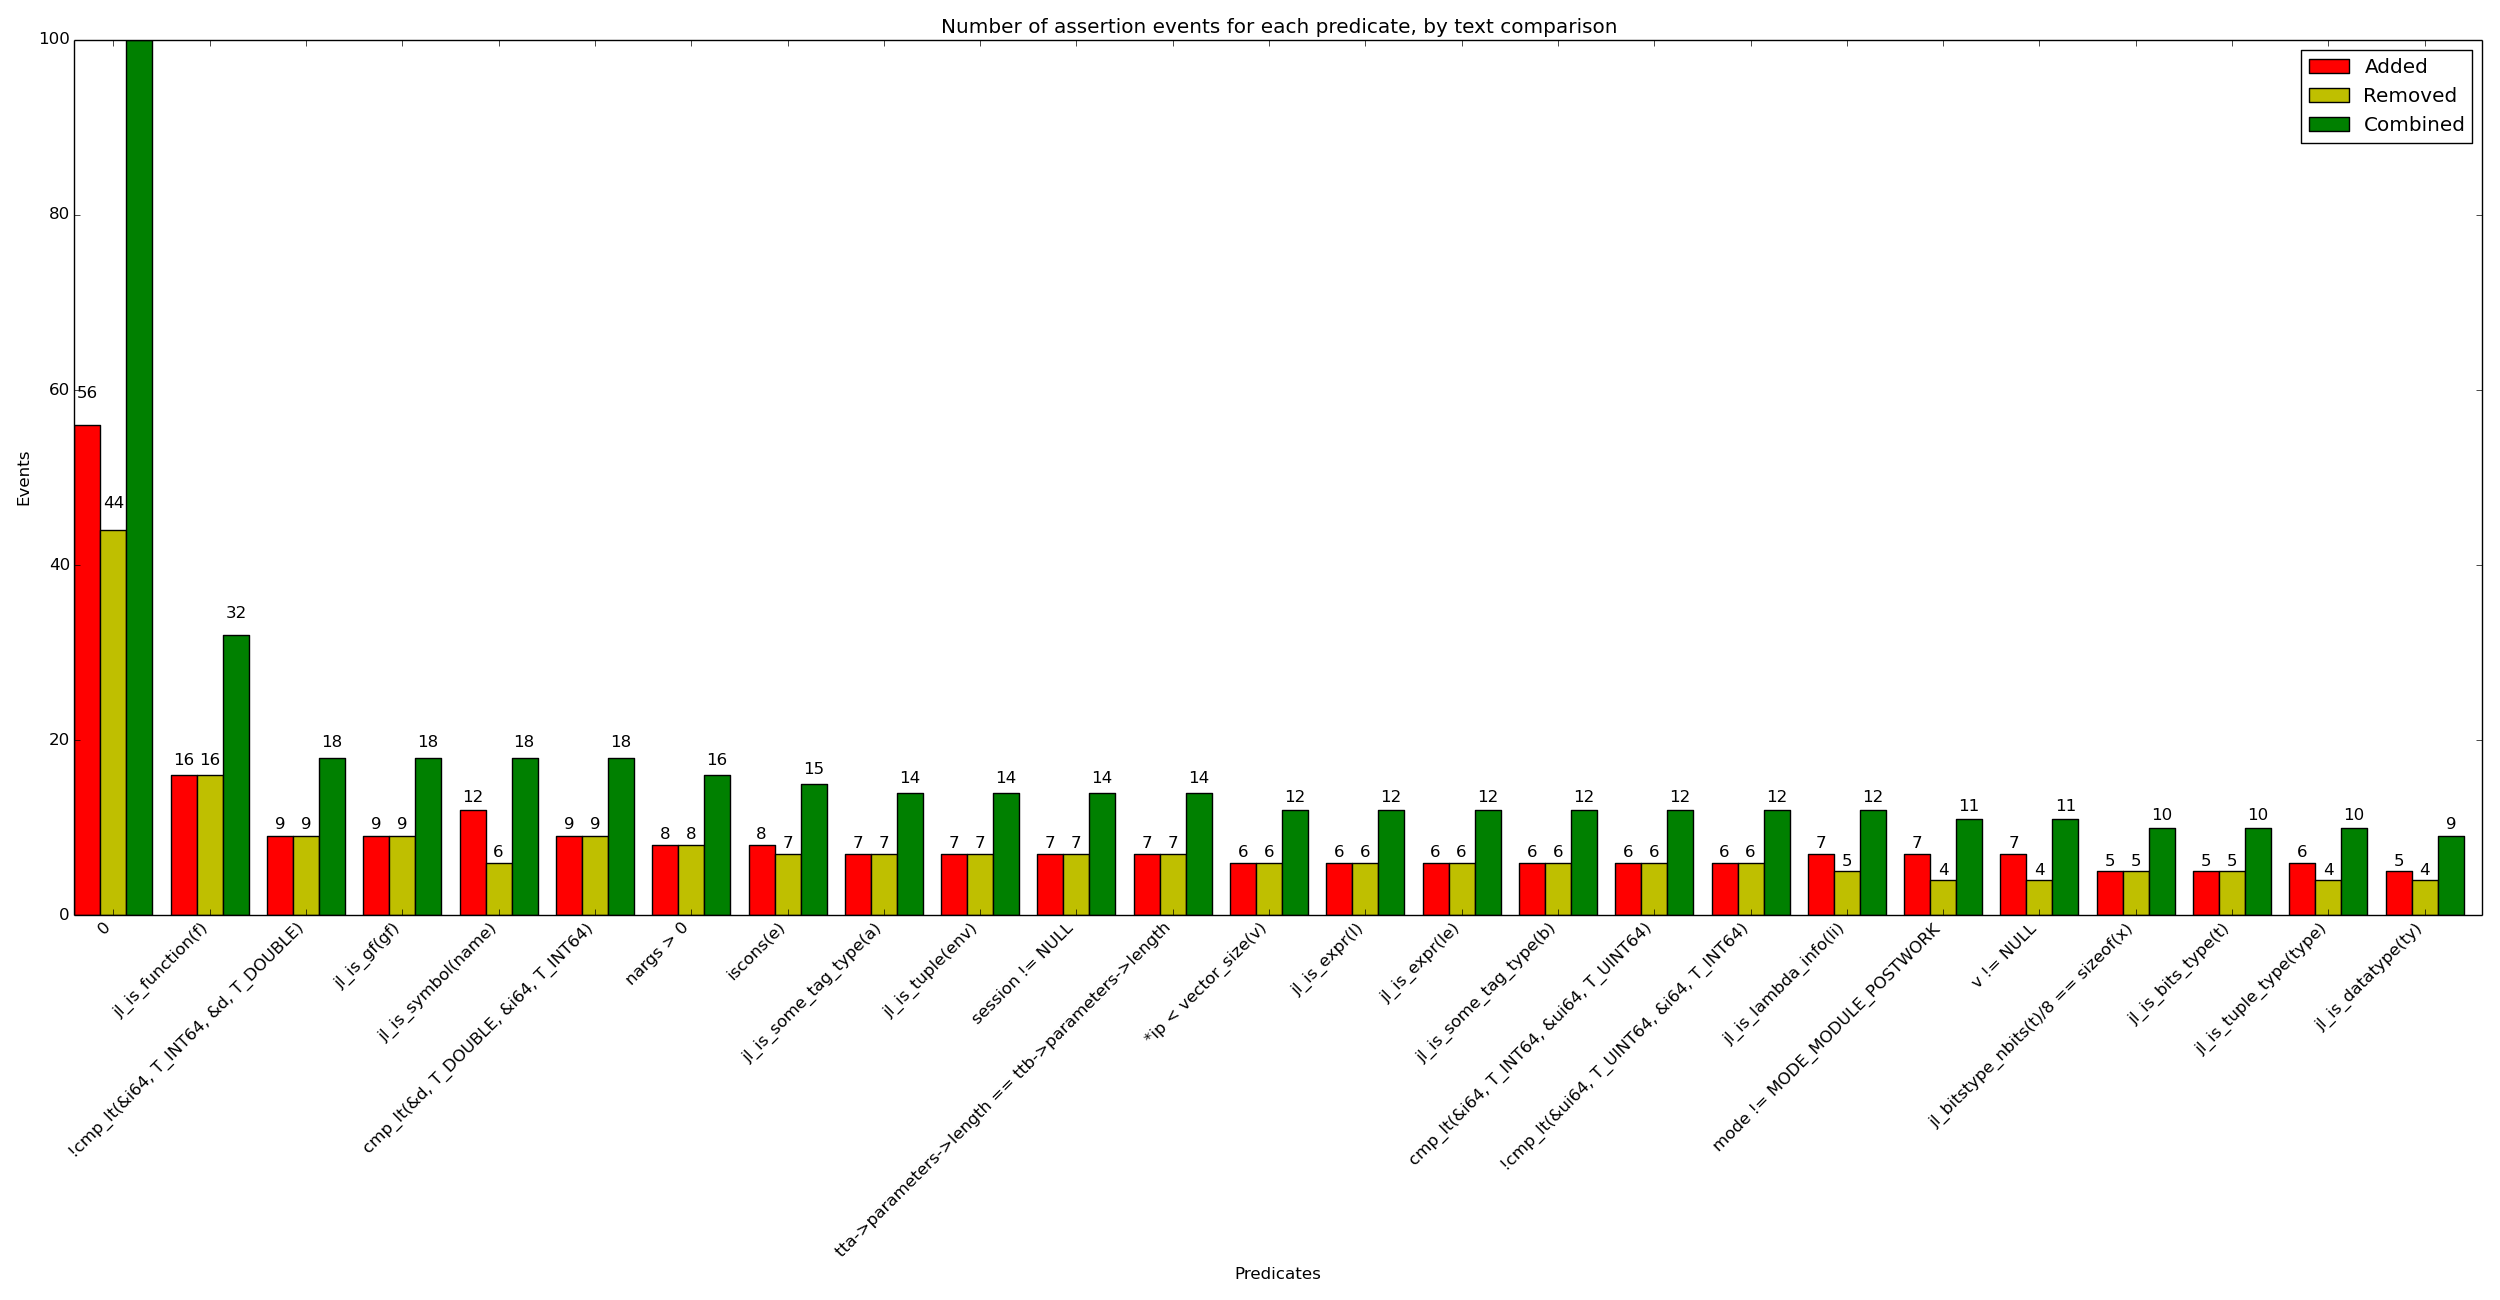 Number of assertion events for each predicate, by text comparison
Added
Removed
Combined
Events
100
80
60
40
20
0
56 44
16 16 32
9 9 18
9 9 18
12 6 18
9 9 18
8 8 16
8 7 15
7 7 14
7 7 14
7 7 14
7 7 14
6 6 12
6 6 12
6 6 12
6 6 12
6 6 12
6 6 12
7 5 12
7 4 11
7 4 11
5 5 10
5 5 10
6 4 10
5 4 9
0
jl_is_function(f)
!cmp_lt(&i64, T_INT64, &d, T_DOUBLE)
jl_is_gf(gf)
jl_is_symbol(name)
cmp_lt(&d, T_DOUBLE, &i64, T_INT64)
nargs > 0
iscons(e)
jl_is_some_tag_type(a)
jl_is_tuple(env)
session != NULL
tta->parameters->length == ttb->parameters->length
*ip < vector_size(v)
jl_is_expr(l)
jl_is_expr(le)
jl_is_some_tag_type(b)
cmp_lt(&i64, T_INT64, &ui64, T_UINT64)
!cmp_lt(&ui64, T_UINT64, &i64, T_INT64)
jl_is_lambda_info(li)
mode != MODE_MODULE_POSTWORK
v != NULL
jl_bitstype_nbits(t)/8 == sizeof(x)
jl_is_bits_type(t)
jl_is_tuple_type(type)
jl_is_datatype(ty)
Predicates